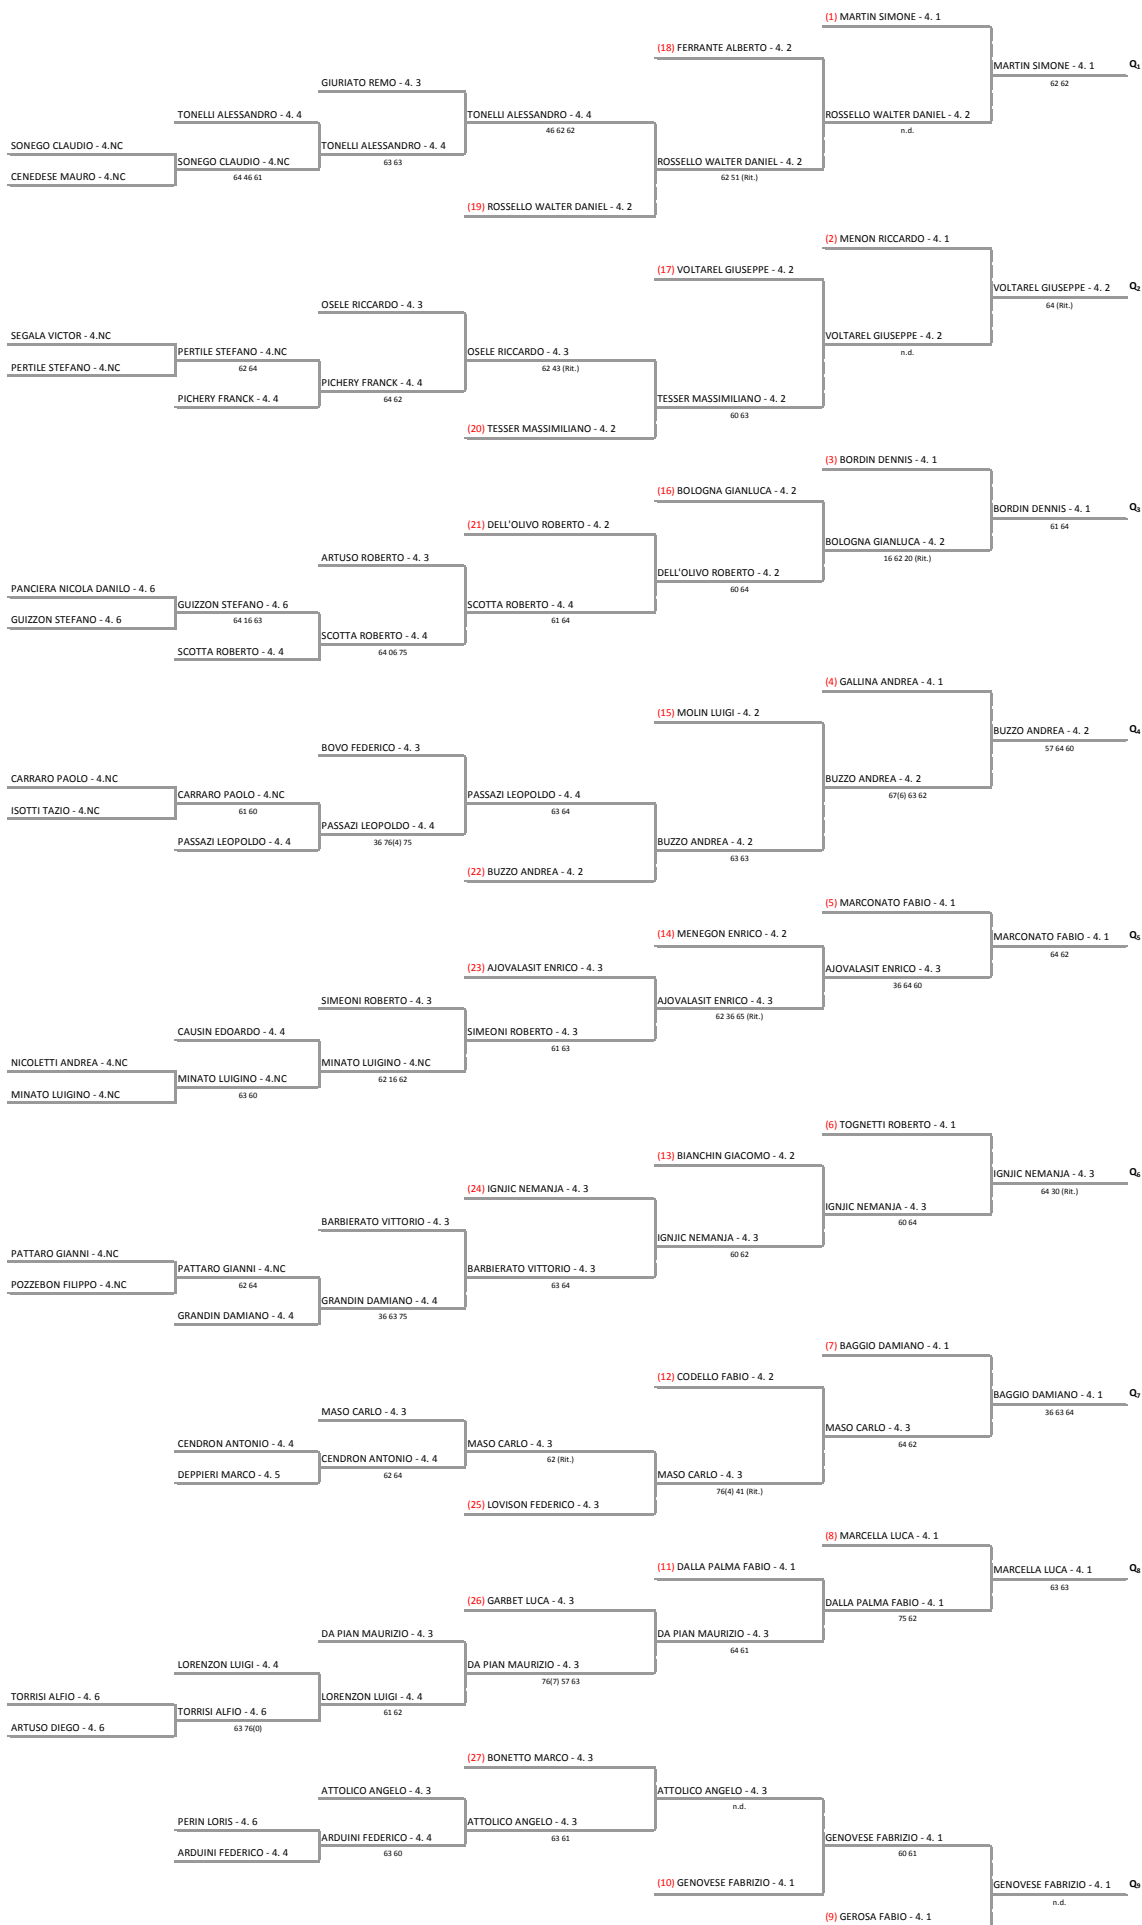 (1) MARTIN SIMONE - 4. 1
(18) FERRANTE ALBERTO - 4. 2
MARTIN SIMONE - 4. 1 Q1
62 62
GIURIATO REMO - 4. 3
TONELLI ALESSANDRO - 4. 4
TONELLI ALESSANDRO - 4. 4
46 62 62
ROSSELLO WALTER DANIEL - 4. 2
n.d.
SONEGO CLAUDIO - 4.NC
TONELLI ALESSANDRO - 4. 4
63 63
SONEGO CLAUDIO - 4.NC
64 46 61
ROSSELLO WALTER DANIEL - 4. 2
62 51 (Rit.)
CENEDESE MAURO - 4.NC
(19) ROSSELLO WALTER DANIEL - 4. 2
(2) MENON RICCARDO - 4. 1
(17) VOLTAREL GIUSEPPE - 4. 2
VOLTAREL GIUSEPPE - 4. 2 Q2
64 (Rit.)
OSELE RICCARDO - 4. 3
SEGALA VICTOR - 4.NC
VOLTAREL GIUSEPPE - 4. 2
n.d.
PERTILE STEFANO - 4.NC
62 64
OSELE RICCARDO - 4. 3
62 43 (Rit.)
PERTILE STEFANO - 4.NC
PICHERY FRANCK - 4. 4
64 62
PICHERY FRANCK - 4. 4
TESSER MASSIMILIANO - 4. 2
60 63
(20) TESSER MASSIMILIANO - 4. 2
(3) BORDIN DENNIS - 4. 1
(16) BOLOGNA GIANLUCA - 4. 2
BORDIN DENNIS - 4. 1 Q3
61 64
(21) DELL'OLIVO ROBERTO - 4. 2
BOLOGNA GIANLUCA - 4. 2
16 62 20 (Rit.)
ARTUSO ROBERTO - 4. 3
DELL'OLIVO ROBERTO - 4. 2
60 64
PANCIERA NICOLA DANILO - 4. 6
GUIZZON STEFANO - 4. 6
64 16 63
SCOTTA ROBERTO - 4. 4
61 64
GUIZZON STEFANO - 4. 6
SCOTTA ROBERTO - 4. 4
64 06 75
SCOTTA ROBERTO - 4. 4
(4) GALLINA ANDREA - 4. 1
(15) MOLIN LUIGI - 4. 2
BUZZO ANDREA - 4. 2 Q4
57 64 60
BOVO FEDERICO - 4. 3
CARRARO PAOLO - 4.NC
BUZZO ANDREA - 4. 2
67(6) 63 62
CARRARO PAOLO - 4.NC
61 60
PASSAZI LEOPOLDO - 4. 4
63 64
ISOTTI TAZIO - 4.NC
PASSAZI LEOPOLDO - 4. 4
36 76(4) 75
PASSAZI LEOPOLDO - 4. 4
BUZZO ANDREA - 4. 2
63 63
(22) BUZZO ANDREA - 4. 2
(5) MARCONATO FABIO - 4. 1
(14) MENEGON ENRICO - 4. 2
MARCONATO FABIO - 4. 1 Q5
64 62
(23) AJOVALASIT ENRICO - 4. 3
AJOVALASIT ENRICO - 4. 3
36 64 60
SIMEONI ROBERTO - 4. 3
AJOVALASIT ENRICO - 4. 3
62 36 65 (Rit.)
CAUSIN EDOARDO - 4. 4
SIMEONI ROBERTO - 4. 3
61 63
NICOLETTI ANDREA - 4.NC
MINATO LUIGINO - 4.NC
62 16 62
MINATO LUIGINO - 4.NC
63 60
MINATO LUIGINO - 4.NC
(6) TOGNETTI ROBERTO - 4. 1
(13) BIANCHIN GIACOMO - 4. 2
IGNJIC NEMANJA - 4. 3 Q6
64 30 (Rit.)
(24) IGNJIC NEMANJA - 4. 3
IGNJIC NEMANJA - 4. 3
60 64
BARBIERATO VITTORIO - 4. 3
IGNJIC NEMANJA - 4. 3
60 62
PATTARO GIANNI - 4.NC
PATTARO GIANNI - 4.NC
62 64
BARBIERATO VITTORIO - 4. 3
63 64
POZZEBON FILIPPO - 4.NC
GRANDIN DAMIANO - 4. 4
36 63 75
GRANDIN DAMIANO - 4. 4
(7) BAGGIO DAMIANO - 4. 1
(12) CODELLO FABIO - 4. 2
BAGGIO DAMIANO - 4. 1 Q7
36 63 64
MASO CARLO - 4. 3
MASO CARLO - 4. 3
64 62
CENDRON ANTONIO - 4. 4
MASO CARLO - 4. 3
62 (Rit.)
CENDRON ANTONIO - 4. 4
62 64
DEPPIERI MARCO - 4. 5
MASO CARLO - 4. 3
76(4) 41 (Rit.)
(25) LOVISON FEDERICO - 4. 3
(8) MARCELLA LUCA - 4. 1
(11) DALLA PALMA FABIO - 4. 1
MARCELLA LUCA - 4. 1 Q8
63 63
(26) GARBET LUCA - 4. 3
DALLA PALMA FABIO - 4. 1
75 62
DA PIAN MAURIZIO - 4. 3
DA PIAN MAURIZIO - 4. 3
64 61
LORENZON LUIGI - 4. 4
DA PIAN MAURIZIO - 4. 3
76(7) 57 63
TORRISI ALFIO - 4. 6
LORENZON LUIGI - 4. 4
61 62
TORRISI ALFIO - 4. 6
63 76(0)
ARTUSO DIEGO - 4. 6
(27) BONETTO MARCO - 4. 3
ATTOLICO ANGELO - 4. 3
ATTOLICO ANGELO - 4. 3
n.d.
PERIN LORIS - 4. 6
ATTOLICO ANGELO - 4. 3
63 61
ARDUINI FEDERICO - 4. 4
63 60
GENOVESE FABRIZIO - 4. 1
60 61
ARDUINI FEDERICO - 4. 4
(10) GENOVESE FABRIZIO - 4. 1
GENOVESE FABRIZIO - 4. 1 Q9
n.d.
(9) GEROSA FABIO - 4. 1